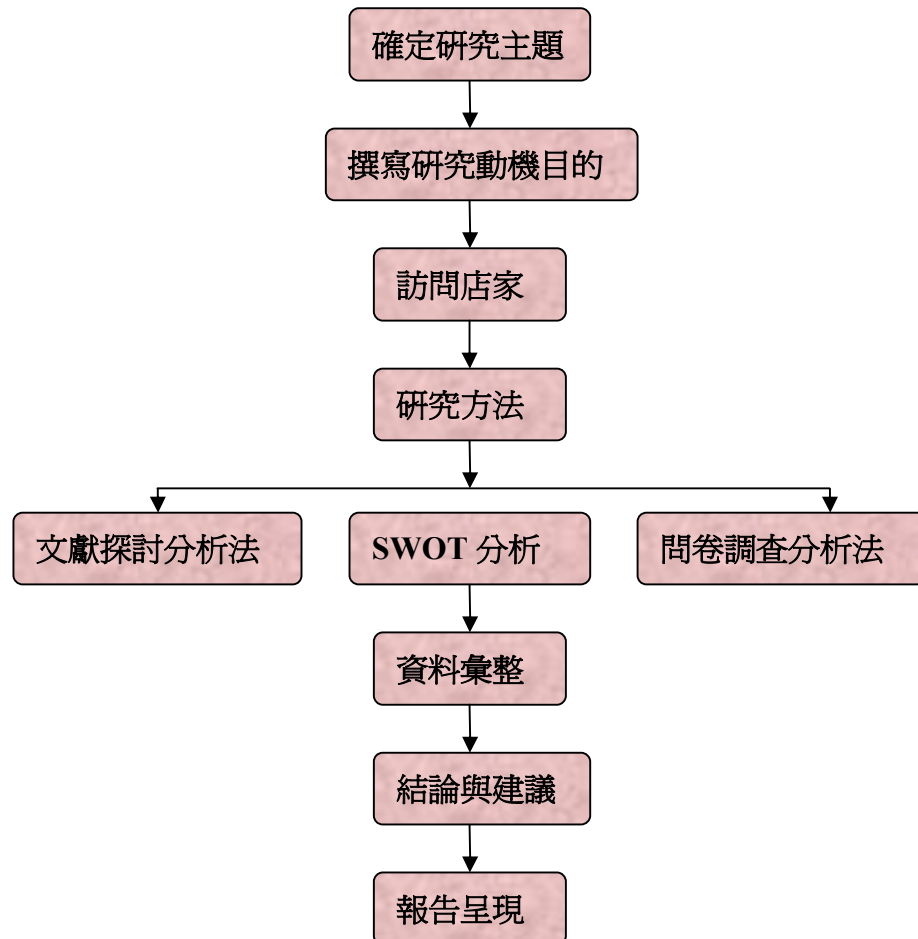 確定研究主題
撰寫研究動機目的
訪問店家
研究方法
文獻探討分析法
SWOT 分析
問卷調查分析法
資料彙整
結論與建議
報告呈現